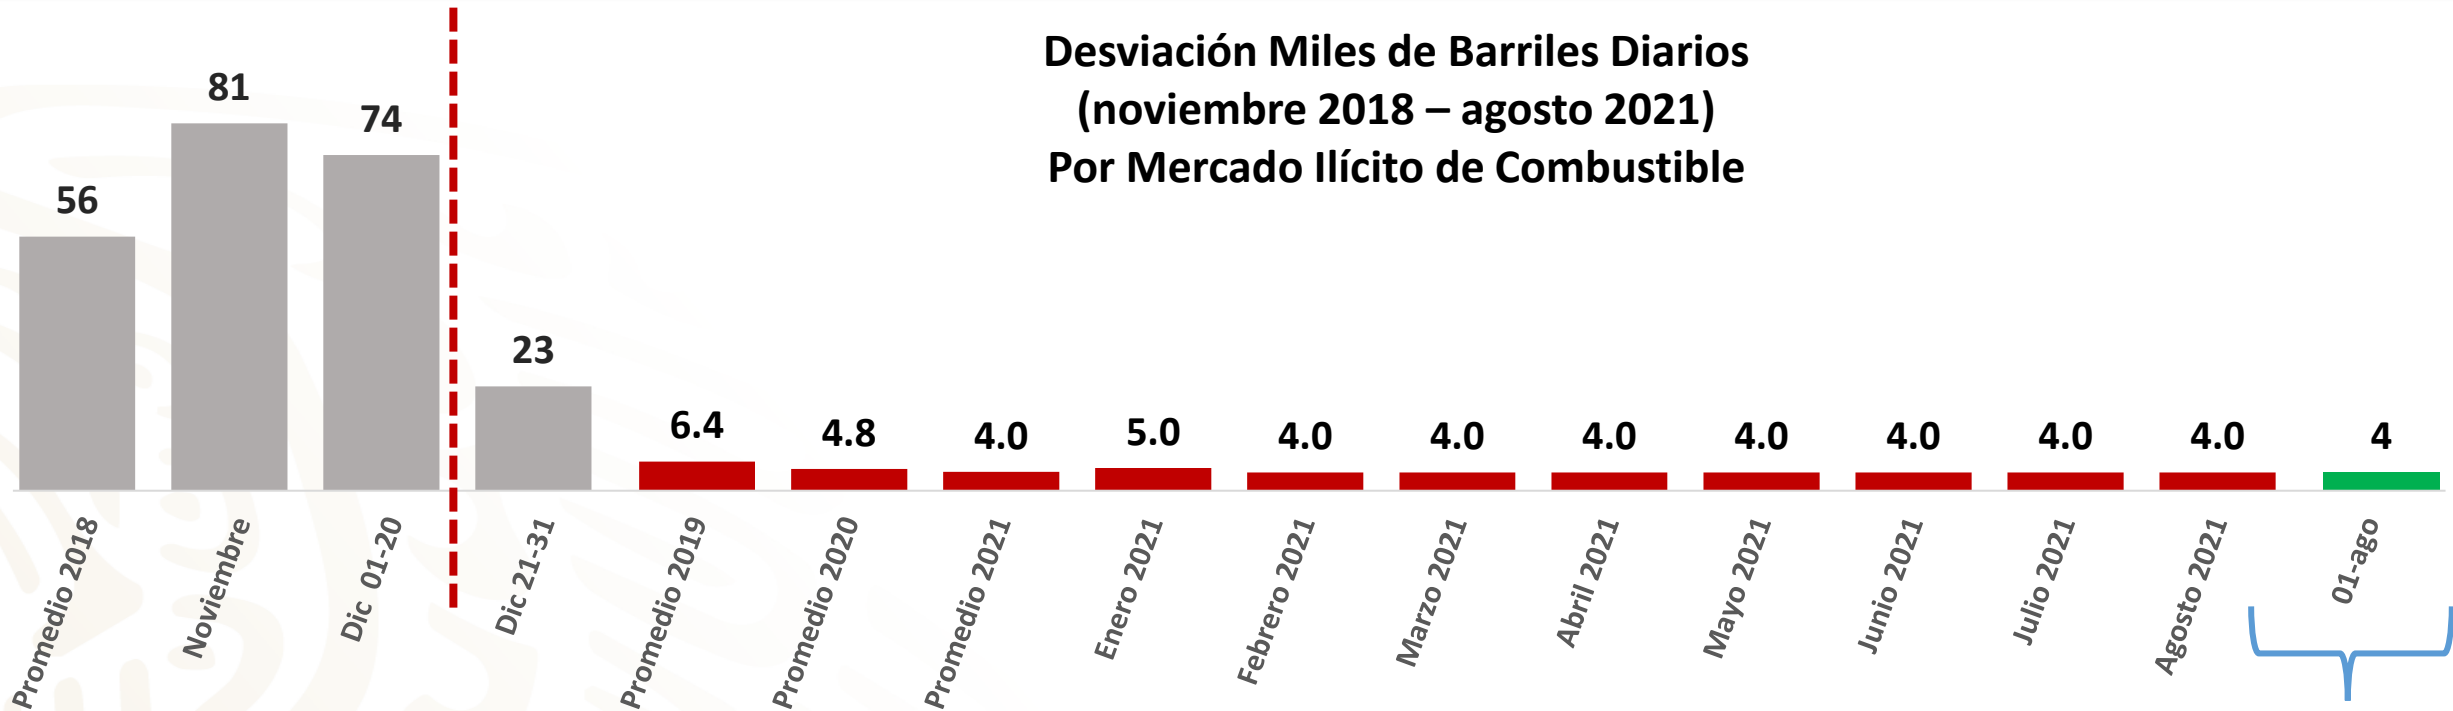 Desviación Miles de Barriles Diarios
(noviembre 2018 – agosto 2021)
Por Mercado Ilícito de Combustible
56
81
74
23
6.4
4.8
4.0
5.0
4.0
4.0
4.0
4.0
4.0
4.0
4.0
4
Promedio 2018
Noviembre
Dic 01-20
Dic 21-31
Promedio 2019
Promedio 2020
Promedio 2021
Enero 2021
Febrero 2021
Marzo 2021
Abril 2021
Mayo 2021
Junio 2021
Julio 2021
Agosto 2021
01-ago